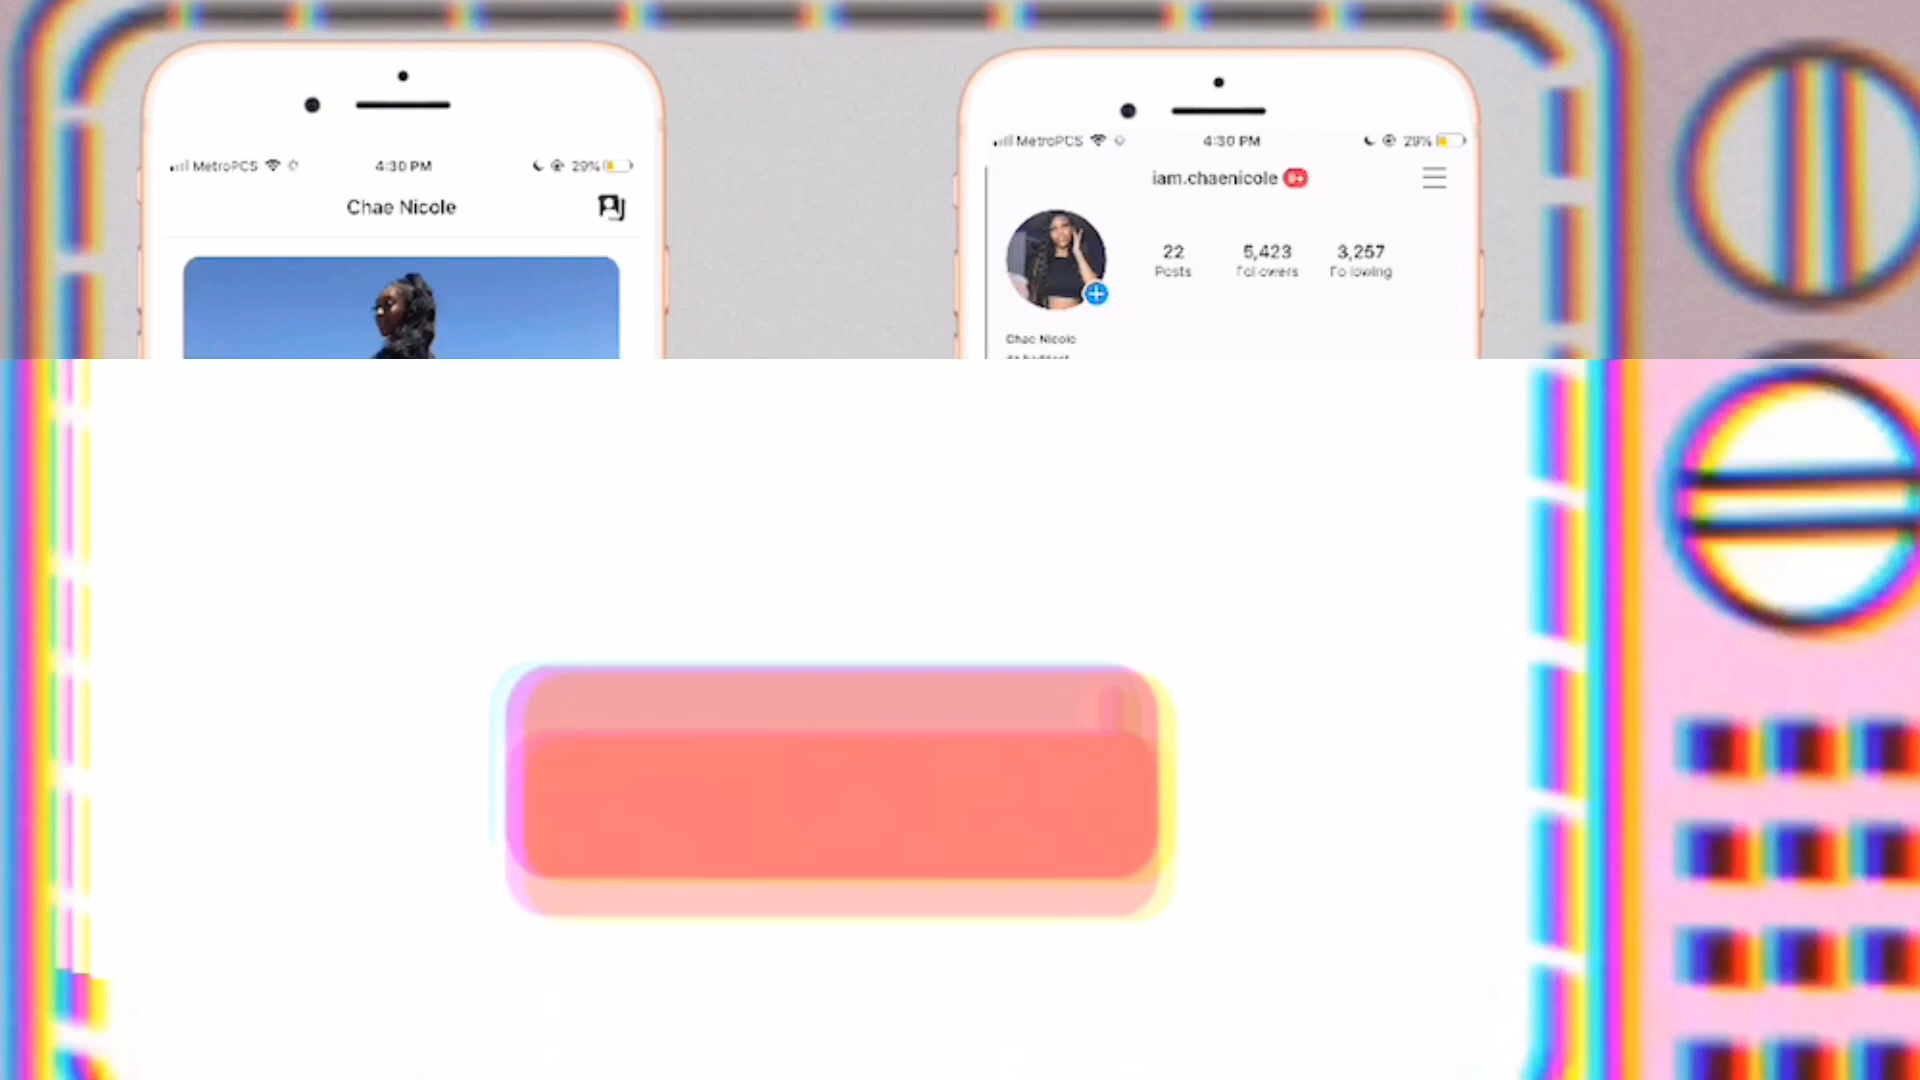 MetroPCS 4:30 PM 29%
Chae Nicole
MetroPCS 4:30 PM 29%
iam.chaenicole 9+
22 5,423 3,257
Posts Followers Following
Chae Nicole